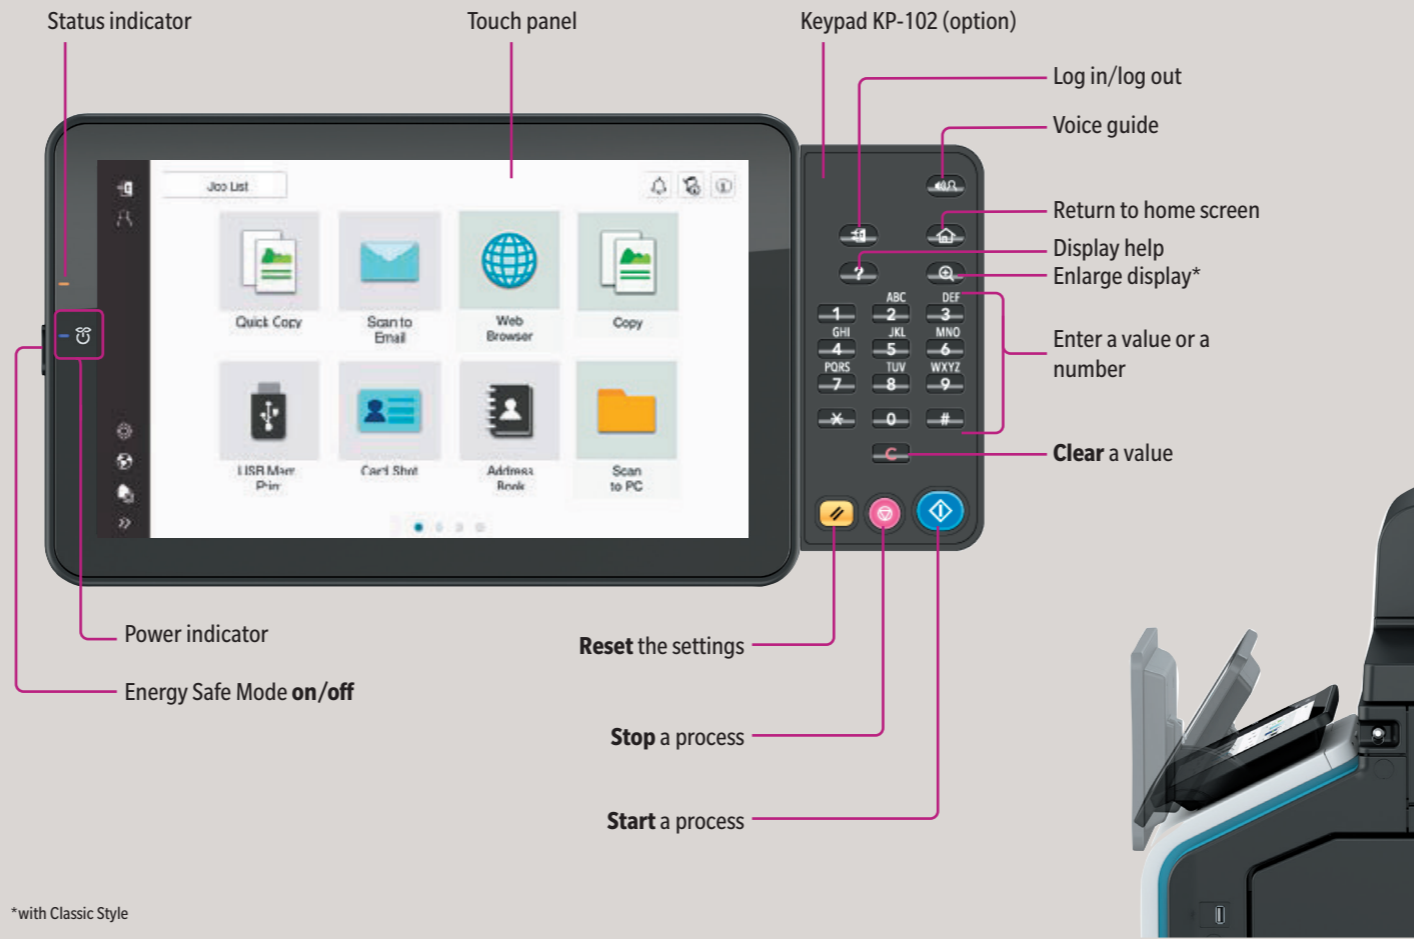 Status indicator
Touch panel
Keypad KP-102 (option)
Log in/log out
Voice guide
Return to home screen
Display help
Enlarge display*
Enter a value or a
number
Clear a value
Job List
Quick Copy
Scan to
Email
Web
Browser
Copy
Card Shot
Address
Book
Scan
to PC
?
ABC
DEF
1
2
3
GHI
JKL
MNO
4
5
6
PQRS
TUV
WXYZ
7
8
9
0
#
C
Power indicator
Energy Safe Mode on/off
Reset the settings
Stop a process
Start a process
*with Classic Style